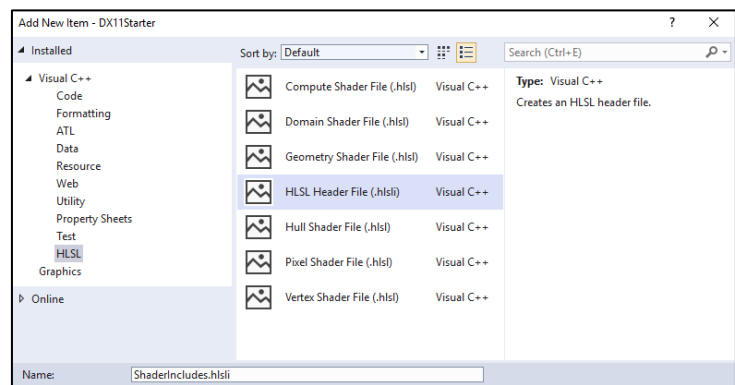 Add New Item - DX11Starter
? ×
Installed
Sort by: Default
Search (Ctrl+E)
Visual C++
Code
Formatting
ATL
Data
Resource
Web
Utility
Property Sheets
Test
HLSL
Graphics
Online
Compute Shader File (.hlsl) Visual C++
Domain Shader File (.hlsl) Visual C++
Geometry Shader File (.hlsl) Visual C++
HLSL Header File (.hlsli) Visual C++
Hull Shader File (.hlsl) Visual C++
Pixel Shader File (.hlsl) Visual C++
Vertex Shader File (.hlsl) Visual C++
Type: Visual C++
Creates an HLSL header file.
Name: ShaderIncludes.hlsli